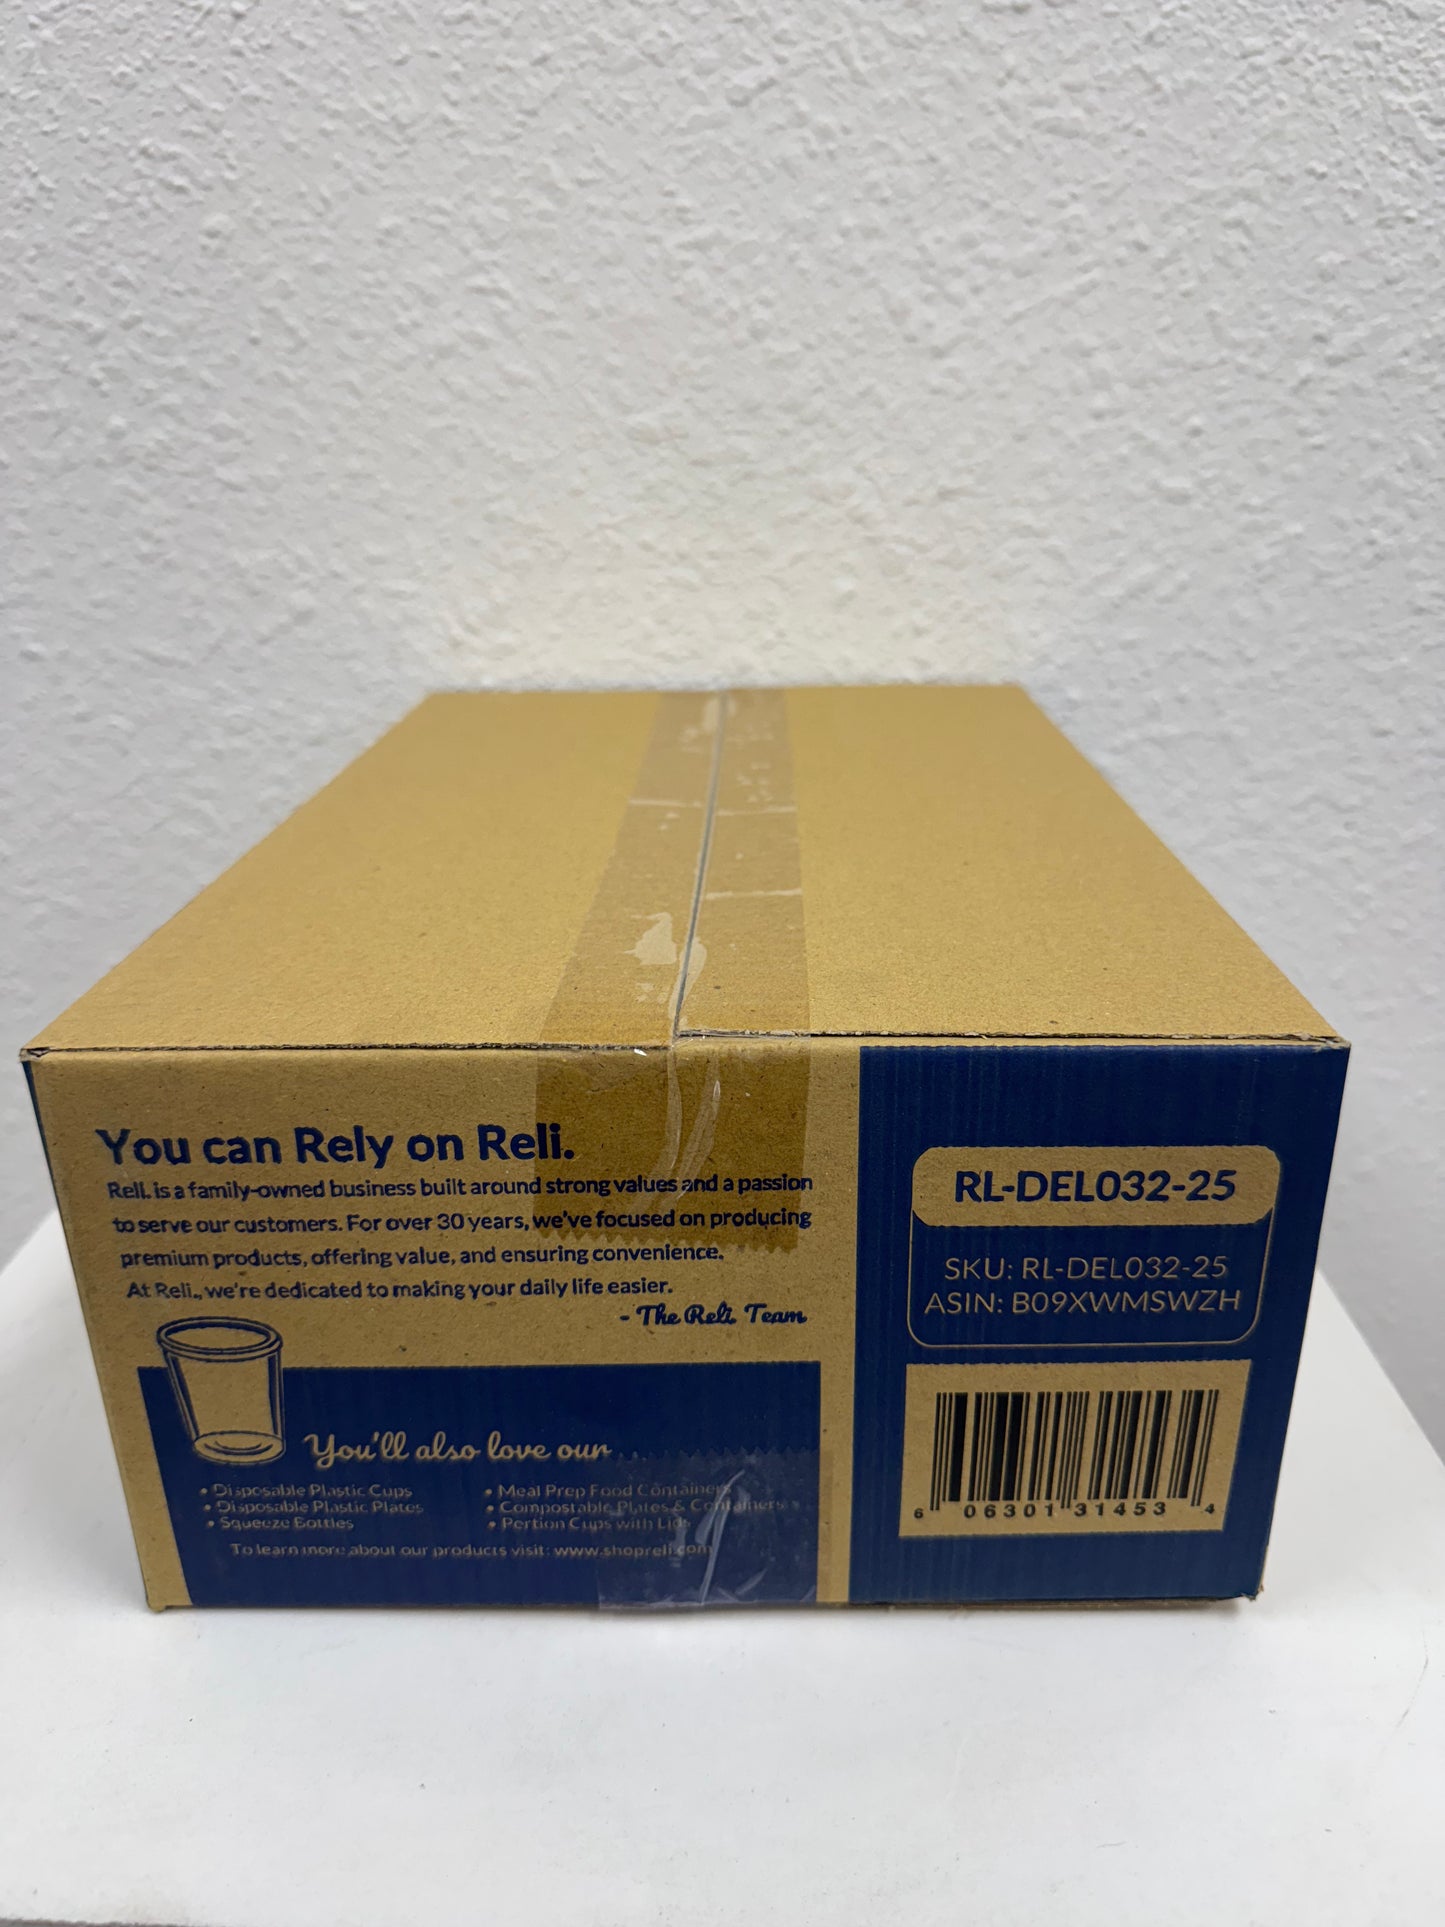 You can Rely on Reli.
Reli. is a family-owned business built around strong values and a passion
to serve our customers. For over 30 years, we've focused on producing
premium products, offering value, and ensuring convenience.
At Reli., we're dedicated to making your daily life easier.
- The Reli. Team
You'll also love our
• Disposable Plastic Cups
• Disposable Plastic Plates
• Squeeze Bottles
• Meal Prep Food Containers
• Compostable Plates & Containers
• Portion Cups with Lids
To learn more about our products visit: www.shopreli.com
RL-DEL032-25
SKU: RL-DEL032-25
ASIN: B09XWMSWZH
6 06301 31453 4